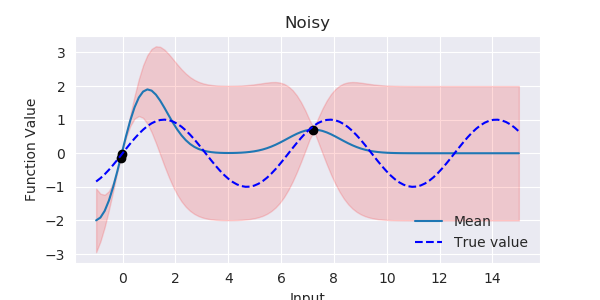 Noisy
Function Value
3
2
1
0
−1
−2
−3
Mean
True value
0 2 4 6 8 10 12 14
Input